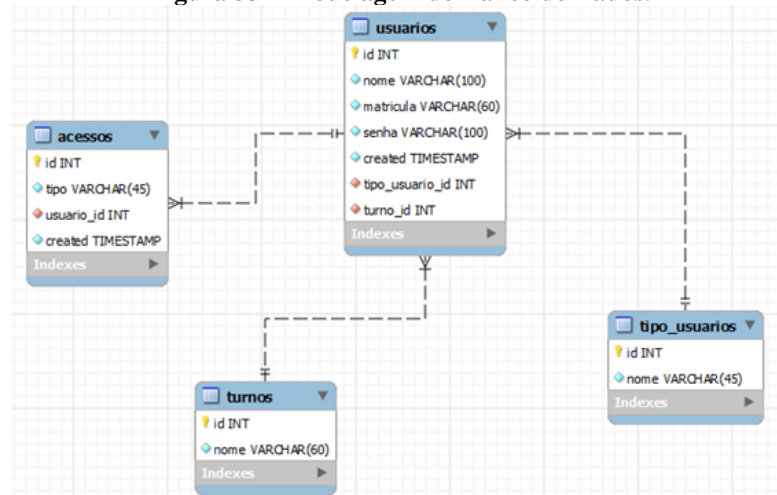 usuarios
id INT
nome VARCHAR(100)
matricula VARCHAR(60)
senha VARCHAR(100)
created TIMESTAMP
tipo_usuario_id INT
turno_id INT
Indexes
acessos
id INT
tipo VARCHAR(45)
usuario_id INT
created TIMESTAMP
Indexes
tipo_usuarios
id INT
nome VARCHAR(45)
Indexes
turnos
id INT
nome VARCHAR(60)
Indexes